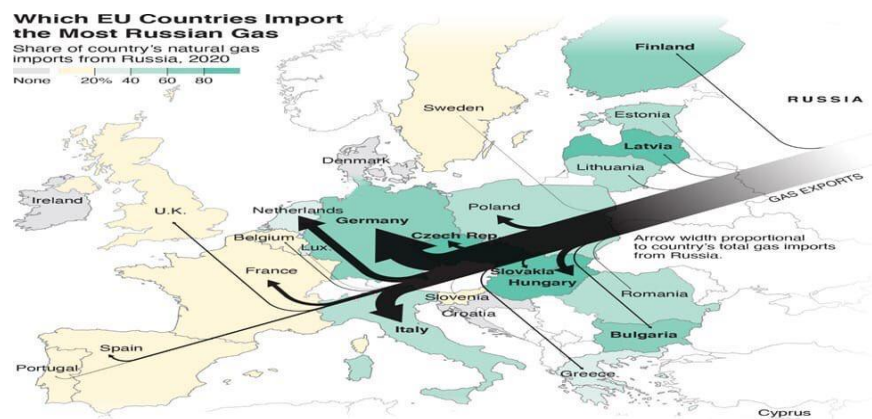 Which EU Countries Import
the Most Russian Gas
Share of country's natural gas
imports from Russia, 2020
None 20% 40 60 80
Finland
RUSSIA
Sweden
Estonia
Latvia
Denmark
Lithuania
Ireland
U.K.
Netherlands
Germany
Poland
GAS EXPORTS
Belgium
Lux.
Czech Rep.
Arrow width proportional
to country's total gas imports
from Russia.
France
Slovakia
Hungary
Slovenia
Romania
Croatia
Italy
Bulgaria
Spain
Portugal
Greece
Cyprus